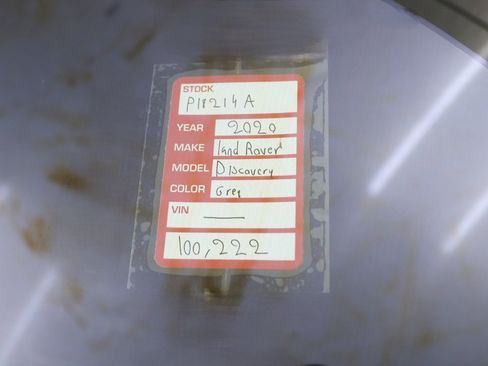 STOCK
P18214A
YEAR 2020
MAKE land Rover
MODEL Discovery
COLOR Grey
VIN —
100,222